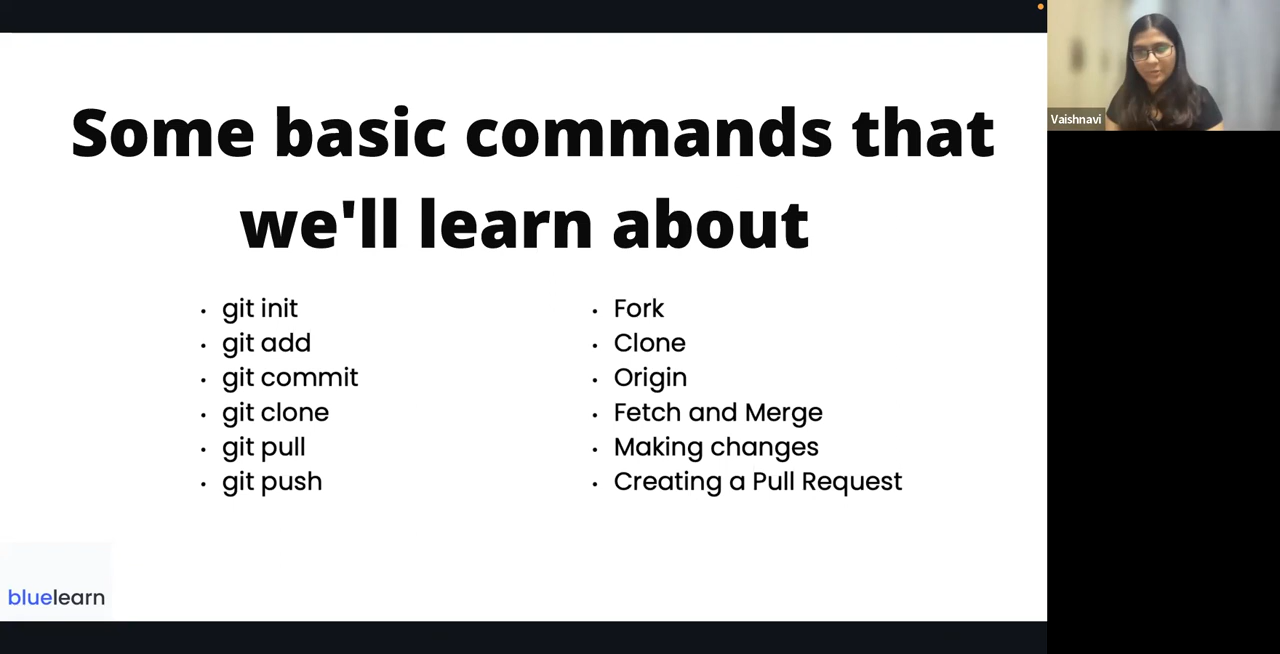 Some basic commands that
we'll learn about
· git init
· git add
· git commit
· git clone
· git pull
· git push
· Fork
· Clone
· Origin
· Fetch and Merge
· Making changes
· Creating a Pull Request
bluelearn
Vaishnavi